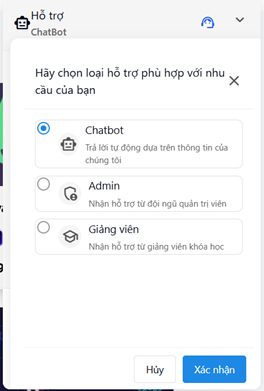 Hỗ trợ
ChatBot
Hãy chọn loại hỗ trợ phù hợp với nhu
cầu của bạn
Chatbot
Trả lời tự động dựa trên thông tin của
chúng tôi
Admin
Nhận hỗ trợ từ đội ngũ quản trị viên
Giảng viên
Nhận hỗ trợ từ giảng viên khóa học
Hủy
Xác nhận